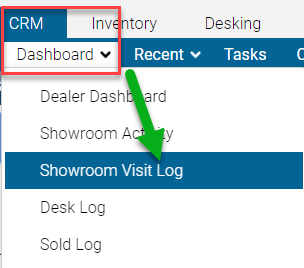 CRM Inventory Desking
Dashboard Recent Tasks
Dealer Dashboard
Showroom Activity
Showroom Visit Log
Desk Log
Sold Log